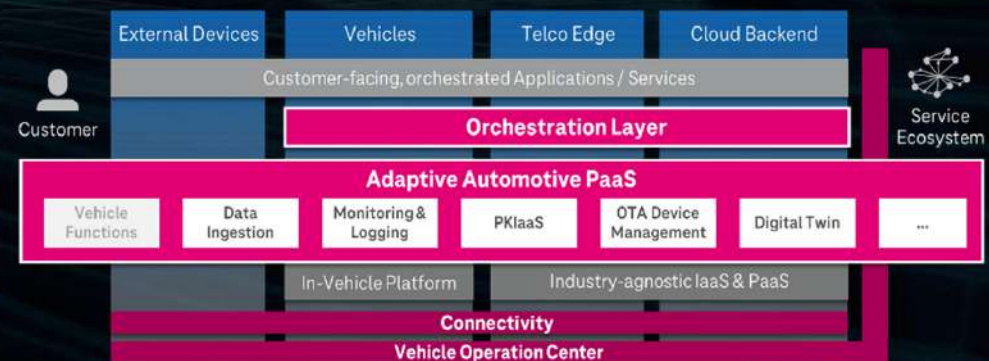 External Devices
Vehicles
Telco Edge
Cloud Backend
Customer-facing, orchestrated Applications / Services
Customer
Service
Ecosystem
Orchestration Layer
Adaptive Automotive PaaS
Vehicle
Functions
Data
Ingestion
Monitoring &
Logging
PKIaaS
OTA Device
Management
Digital Twin
...
In-Vehicle Platform
Industry-agnostic IaaS & PaaS
Connectivity
Vehicle Operation Center